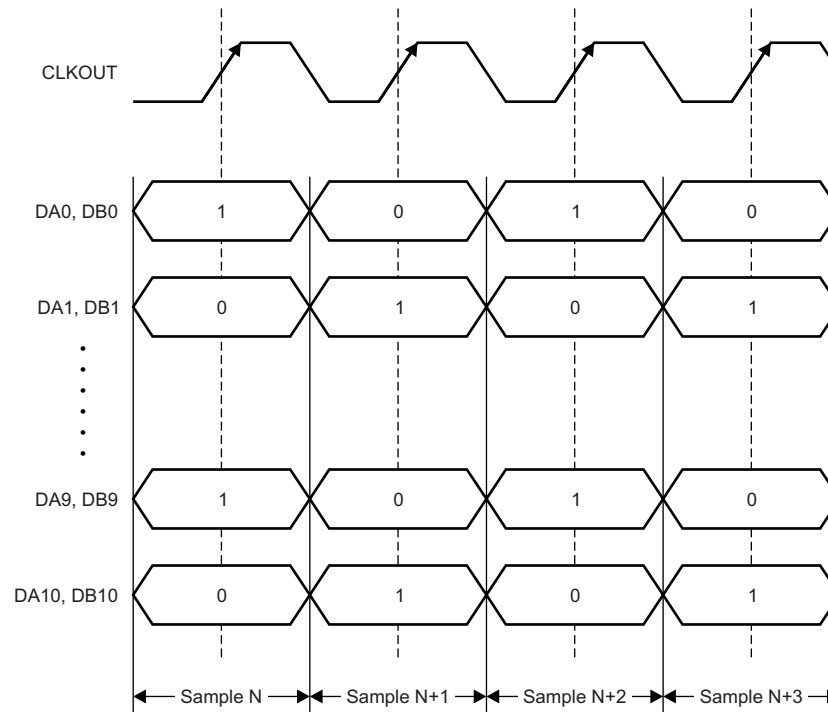 CLKOUT
DA0, DB0 1 0 1 0
DA1, DB1 0 1 0 1
DA9, DB9 1 0 1 0
DA10, DB10 0 1 0 1
Sample N Sample N+1 Sample N+2 Sample N+3